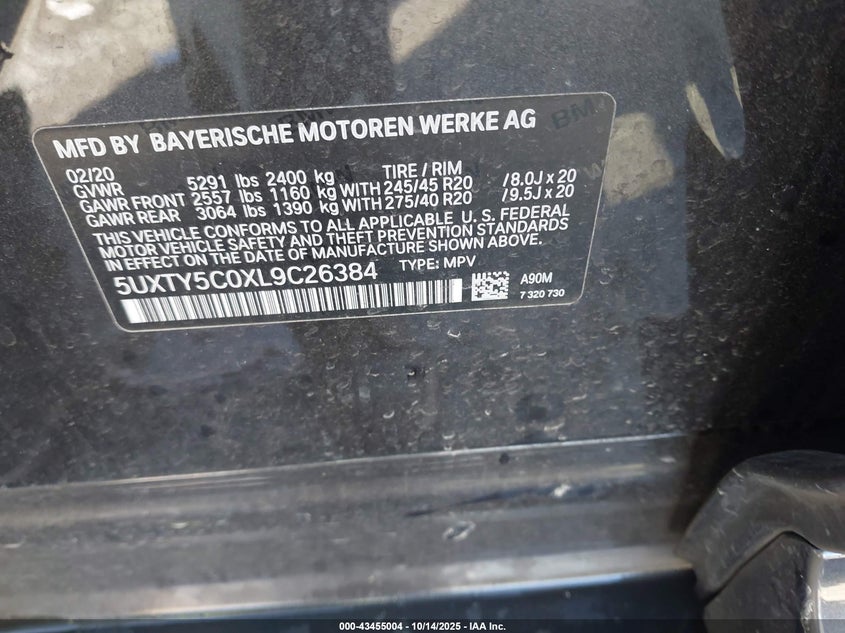 MFD BY BAYERISCHE MOTOREN WERKE AG
02/20 TIRE / RIM
GVWR 5291 lbs 2400 kg
GAWR FRONT 2557 lbs 1160 kg WITH 245/45 R20 /8.0J x 20
GAWR REAR 3064 lbs 1390 kg WITH 275/40 R20 /9.5J x 20
THIS VEHICLE CONFORMS TO ALL APPLICABLE U. S. FEDERAL
MOTOR VEHICLE SAFETY AND THEFT PREVENTION STANDARDS
IN EFFECT ON THE DATE OF MANUFACTURE SHOWN ABOVE.
5UXTY5C0XL9C26384 TYPE: MPV
A90M
7 320 730
000-43455004 | 10/14/2025 - IAA Inc.